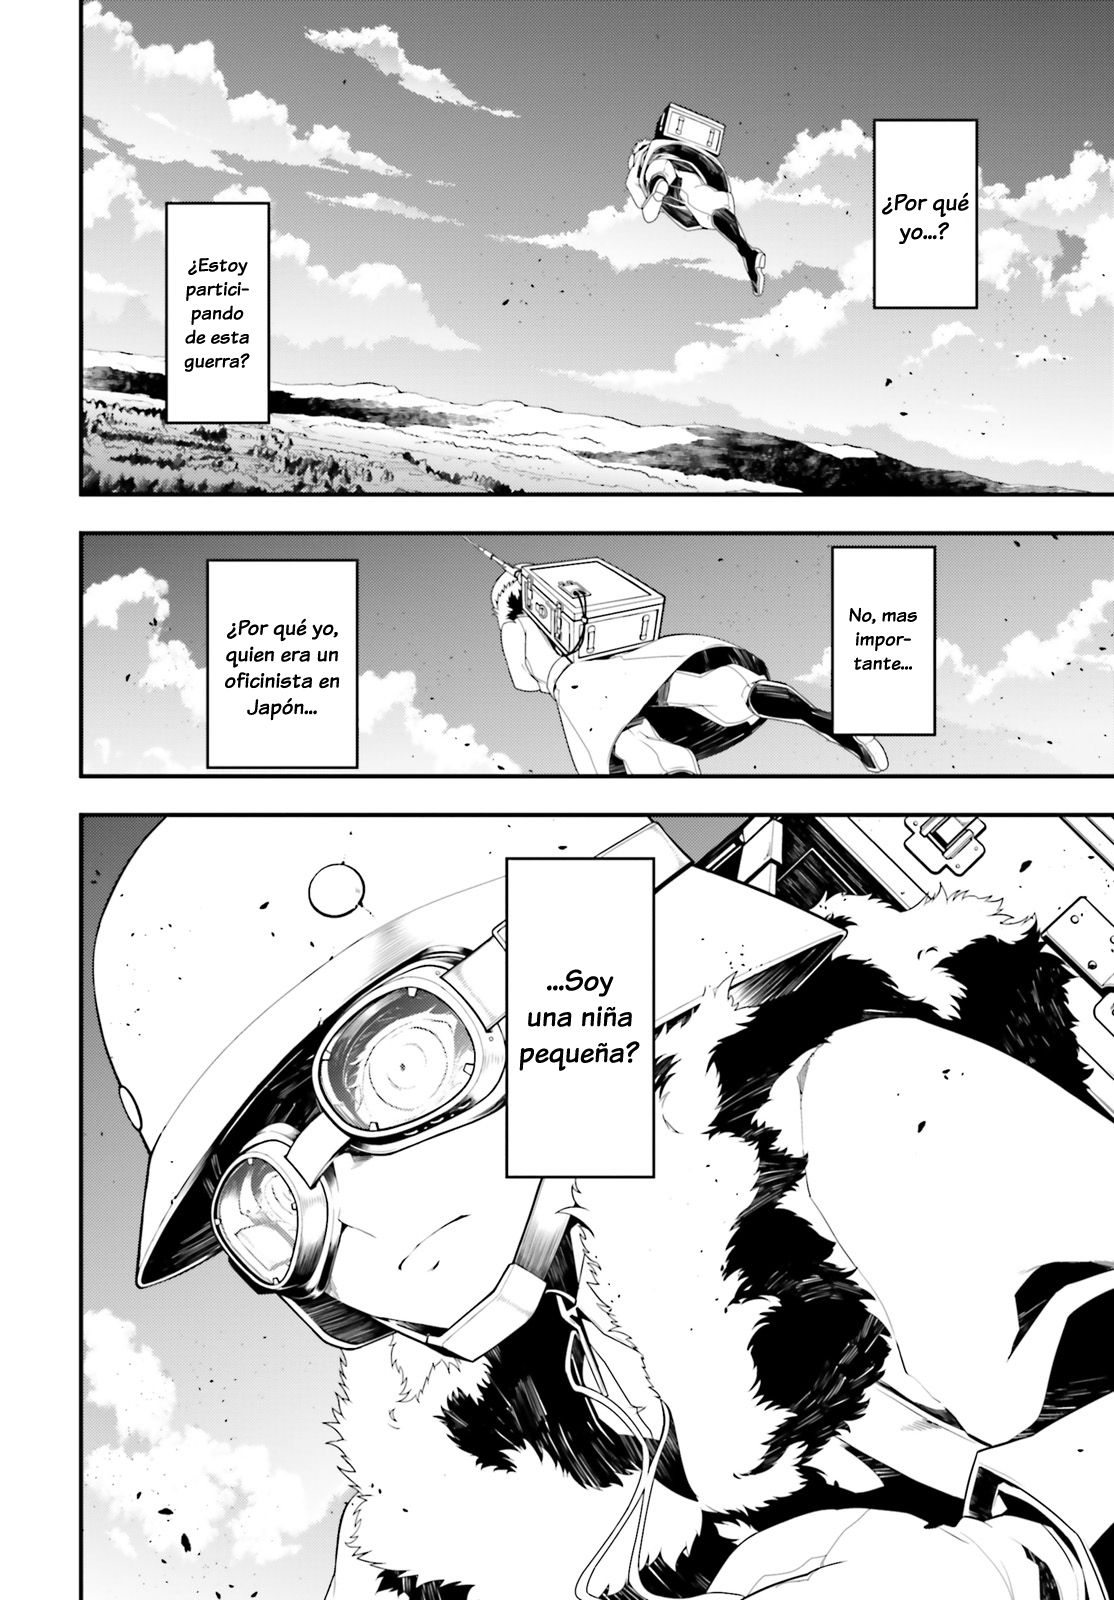 ¿Por qué
yo...?
¿Estoy
partici-
pando
de esta
guerra?
No, mas
impor-
tante...
¿Por qué yo,
quien era un
oficinista en
Japón...
...Soy
una niña
pequeña?